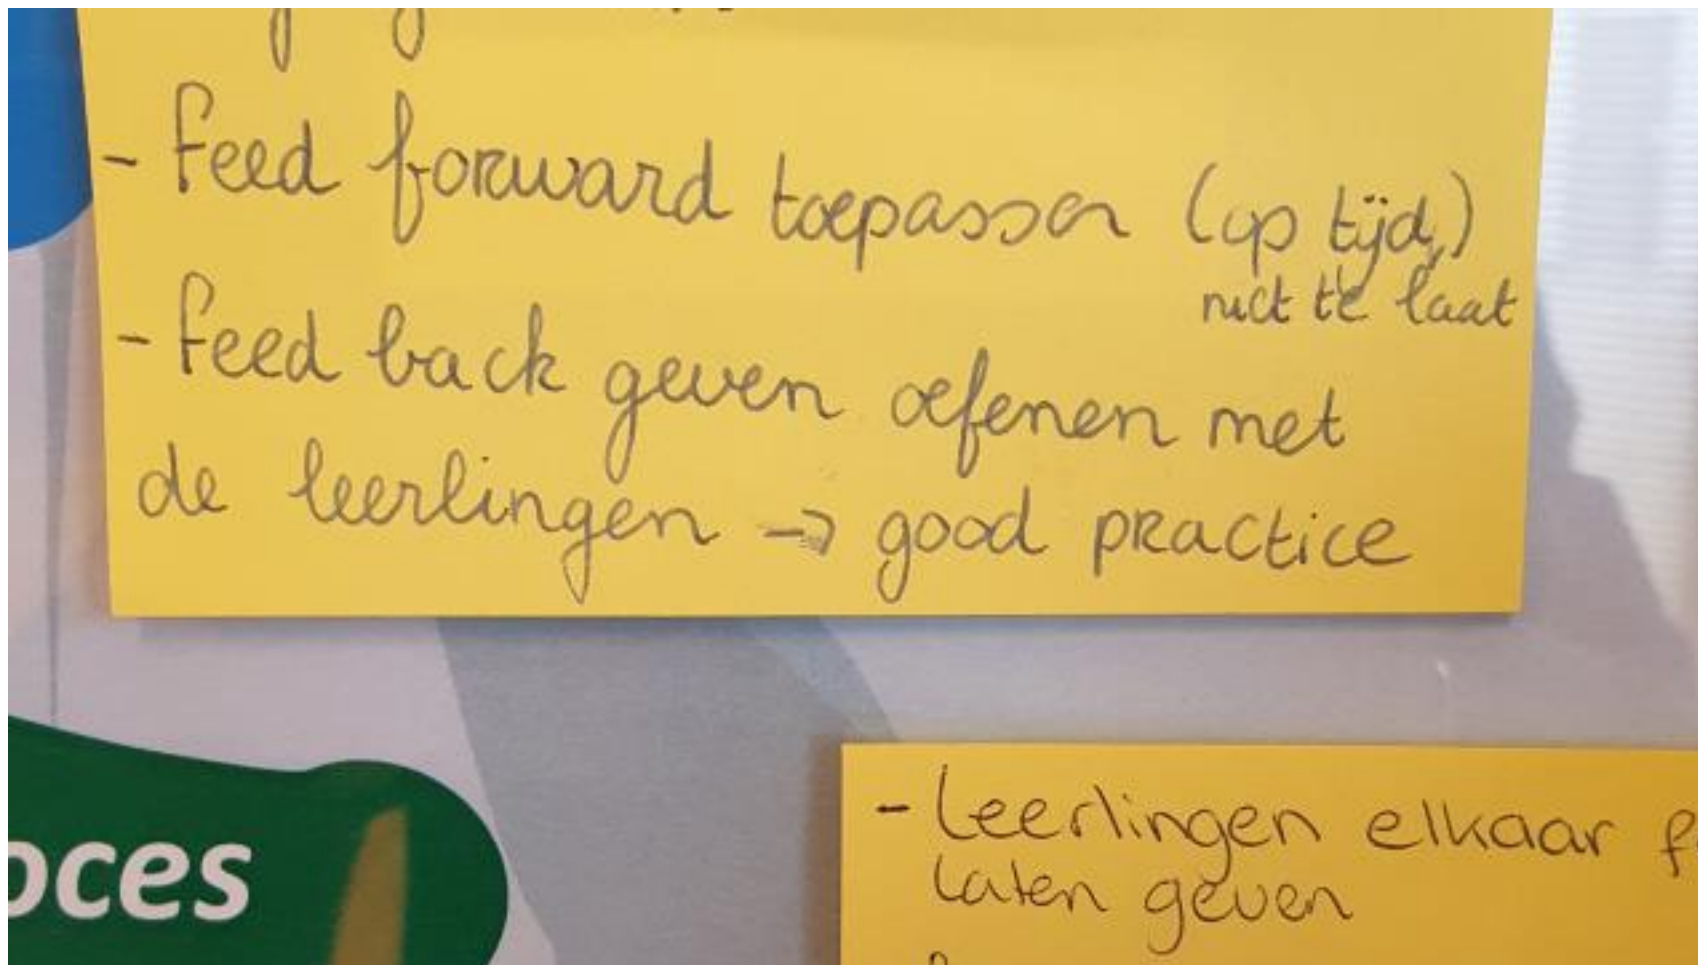 - Feed forward toepassen (op tijd,)
niet te laat
- Feed back geven oefenen met
de leerlingen -> good practice
oces
- Leerlingen elkaar f
laten geven